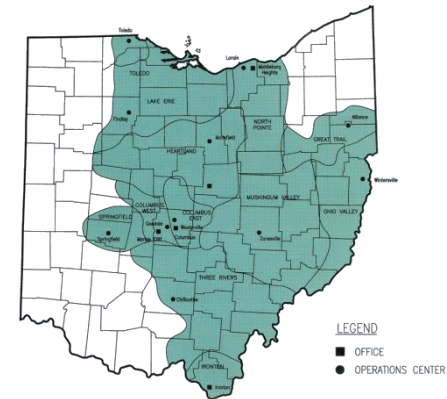 Toledo
TOLEDO
Lorain
Middleburg
Heights
LAKE ERIE
Findlay
NORTH
POINTE
Alliance
GREAT TRAIL
Mansfield
HEARTLAND
Wintersville
MUSKINGUM VALLEY
OHIO VALLEY
COLUMBUS
WEST
COLUMBUS
EAST
SPRINGFIELD
Springfield
Westerville
Columbus
Zanesville
THREE RIVERS
Chillicothe
IRONTON
Ironton
LEGEND
OFFICE
OPERATIONS CENTER